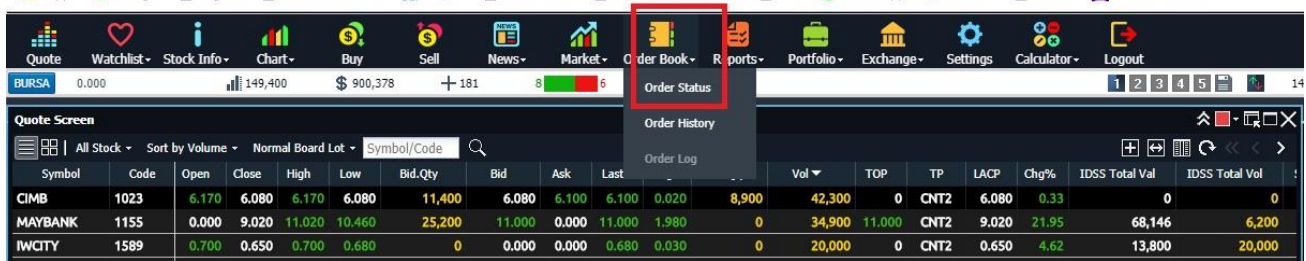 NEWS
Quote Watchlist Stock Info Chart Buy Sell News Market Order Book Reports Portfolio Exchange Settings Calculator Logout
BURSA 0.000 149,400 $ 900,378 181 8 6 1 2 3 4 5 14
Order Status
Order History
Order Log
Quote Screen
All Stock Sort by Volume Normal Board Lot Symbol/Code
Symbol Code Open Close High Low Bid.Qty Bid Ask Last Vol TOP TP LACP Chg% IDSS Total Val IDSS Total Vol
CIMB 1023 6.170 6.080 6.170 6.080 11,400 6.080 6.100 6.100 0.020 8,900 42,300 0 CNT2 6.080 0.33 0 0
MAYBANK 1155 0.000 9.020 11.020 10.460 25,200 11.000 0.000 11.000 1.980 0 34,900 11.000 CNT2 9.020 21.95 68,146 6,200
IWCITY 1589 0.700 0.650 0.700 0.680 0 0.000 0.000 0.680 0.030 0 20,000 0 CNT2 0.650 4.62 13,800 20,000